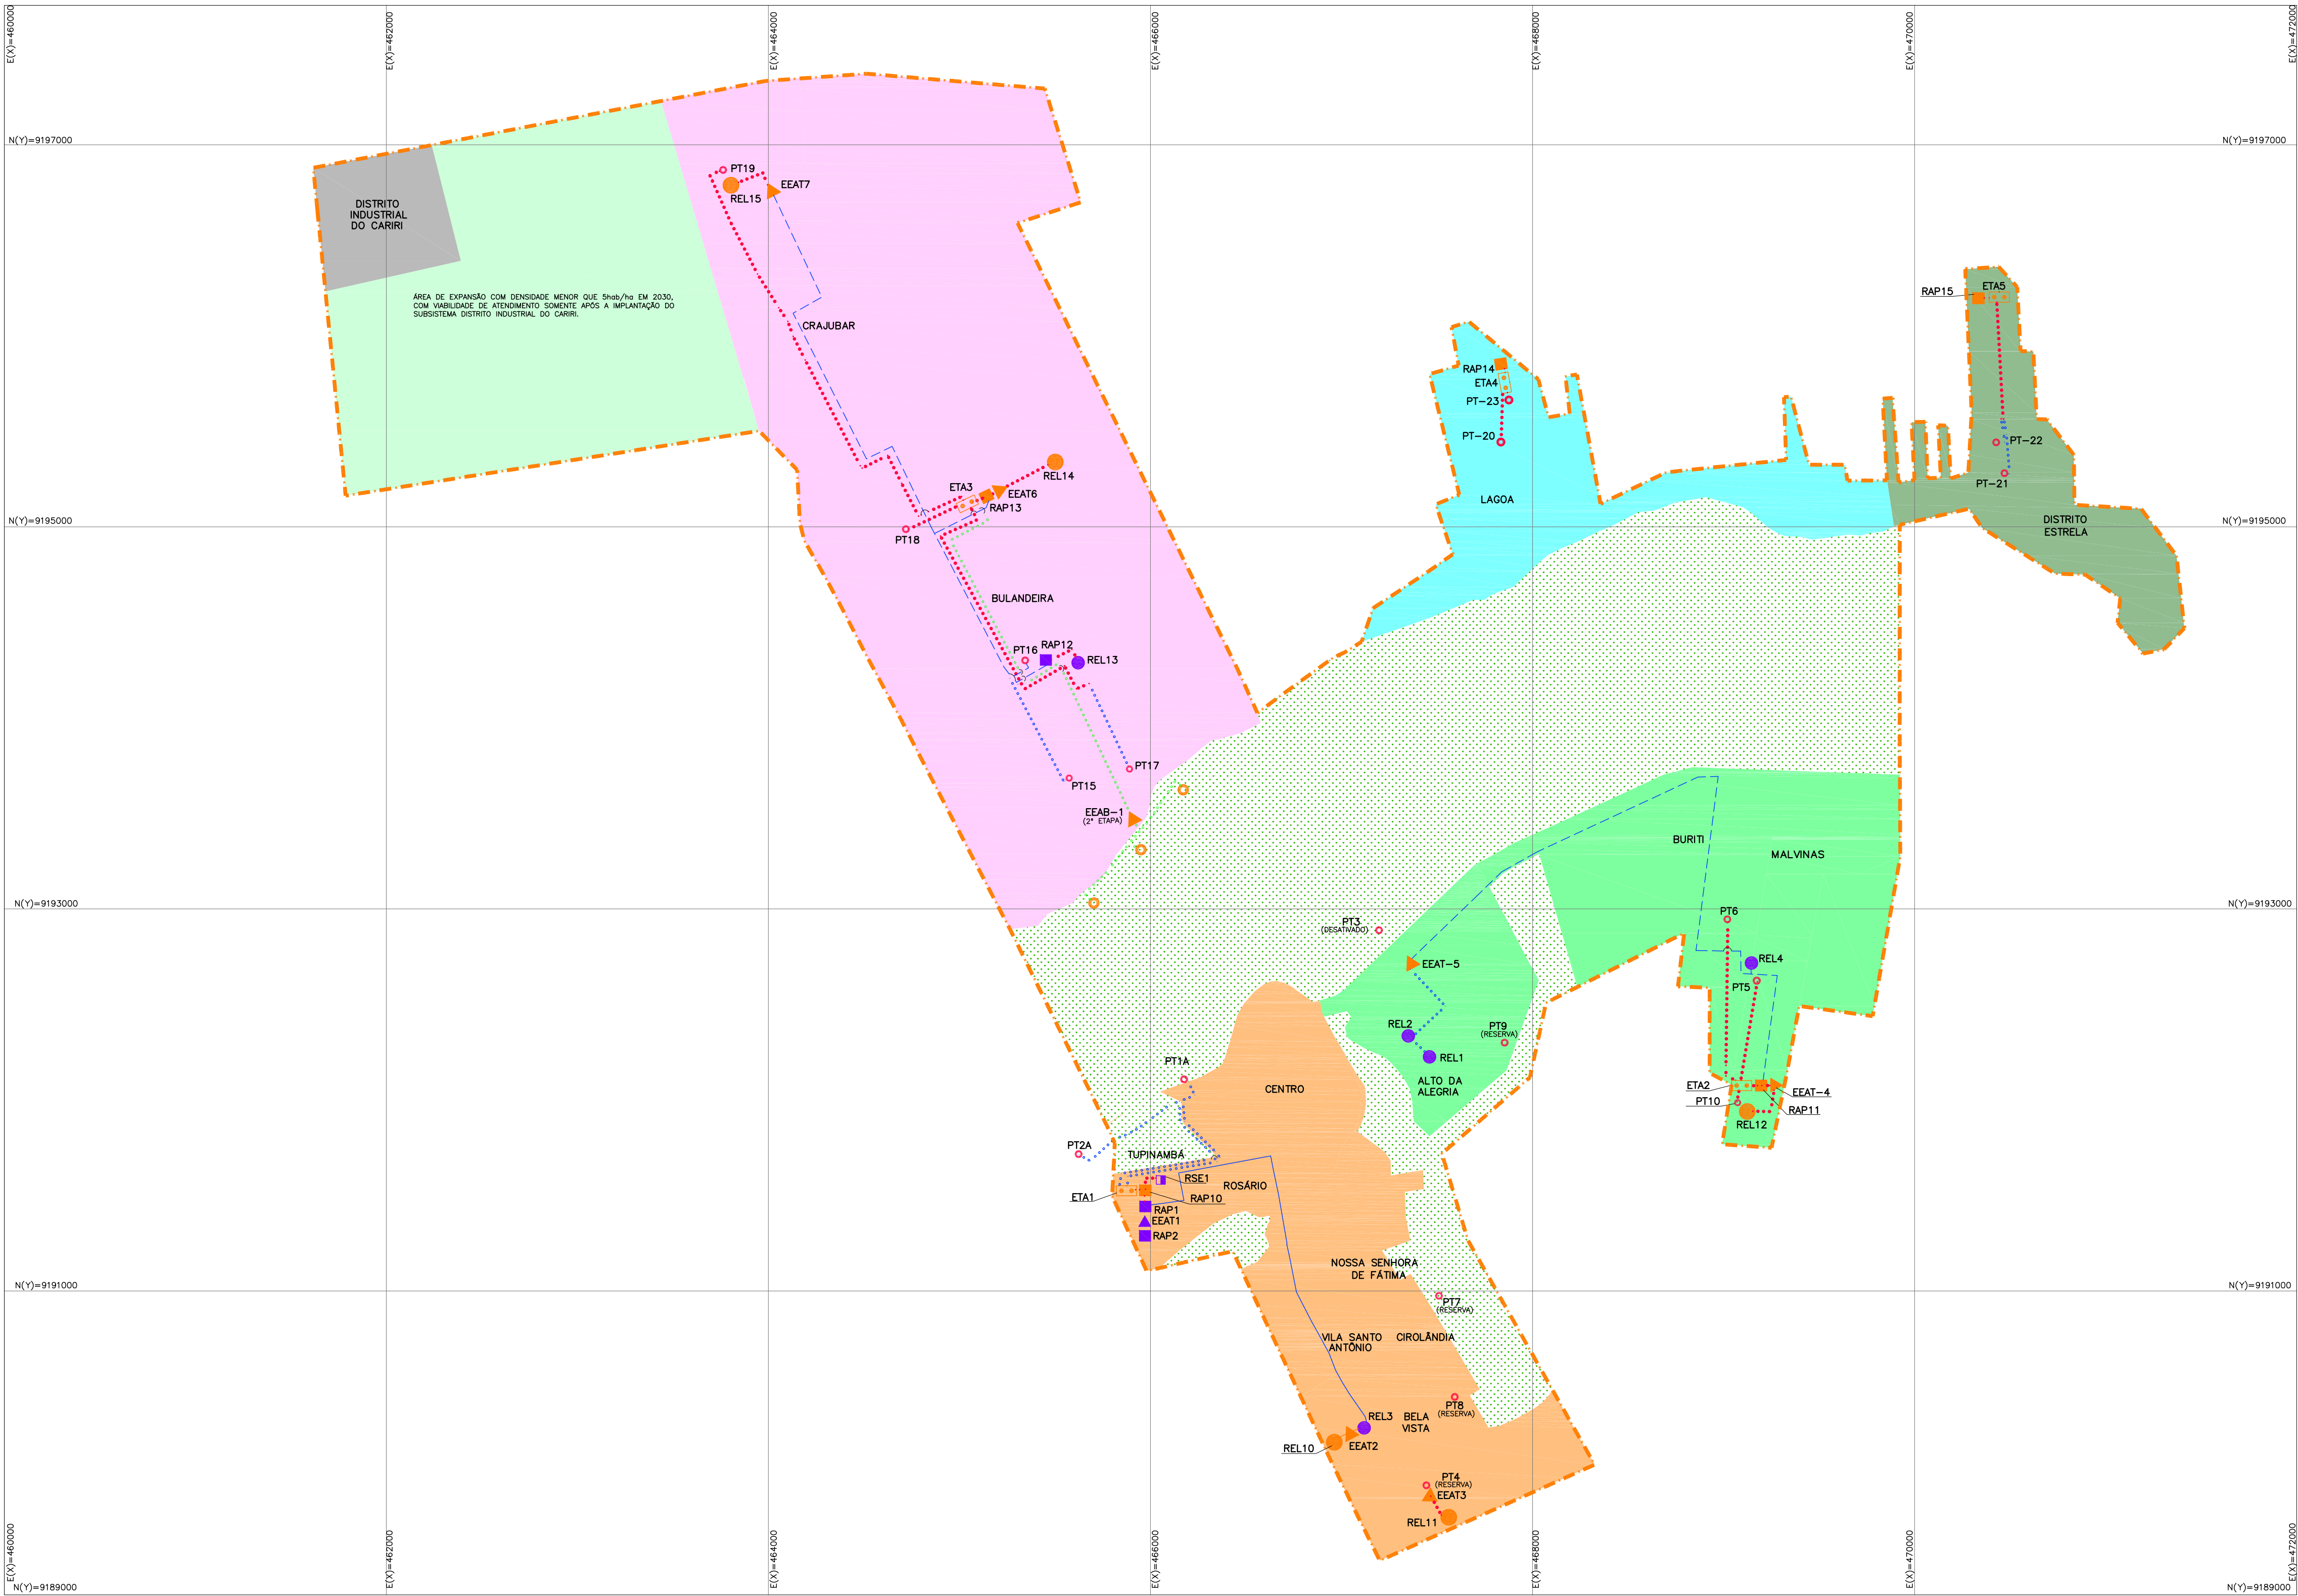 E(X)=460000
E(X)=462000
E(X)=464000
E(X)=466000
E(X)=468000
E(X)=470000
E(X)=472000
N(Y)=9197000
N(Y)=9197000
PT19
REL15
EEAT7
DISTRITO
INDUSTRIAL
DO CARIRI
ÁREA DE EXPANSÃO COM DENSIDADE MENOR QUE 5hab/ha EM 2030,
COM VIABILIDADE DE ATENDIMENTO SOMENTE APÓS A IMPLANTAÇÃO DO
SUBSISTEMA DISTRITO INDUSTRIAL DO CARIRI.
CRAJUBAR
RAP15
ETA5
RAP14
ETA4
PT-23
PT-20
PT-22
PT-21
REL14
ETA3
EEAT6
RAP13
LAGOA
N(Y)=9195000
PT18
DISTRITO
ESTRELA
N(Y)=9195000
BULANDEIRA
PT16
RAP12
REL13
PT17
PT15
EEAB-1
(2ª ETAPA)
BURITI
MALVINAS
N(Y)=9193000
N(Y)=9193000
PT6
PT3
(DESATIVADO)
EEAT-5
REL4
PT5
REL2
PT9
(RESERVA)
REL1
PT1A
CENTRO
ALTO DA
ALEGRIA
ETA2
EEAT-4
PT10
RAP11
REL12
PT2A
TUPINAMBÁ
RSE1
ROSÁRIO
ETA1
RAP10
RAP1
EEAT1
RAP2
NOSSA SENHORA
DE FÁTIMA
N(Y)=9191000
N(Y)=9191000
PT7
(RESERVA)
VILA SANTO
ANTÔNIO
CIROLÂNDIA
PT8
(RESERVA)
REL3
BELA
VISTA
REL10
EEAT2
PT4
(RESERVA)
EEAT3
REL11
E(X)=460000
E(X)=462000
E(X)=464000
E(X)=466000
E(X)=468000
E(X)=470000
E(X)=472000
N(Y)=9189000
N(Y)=9189000